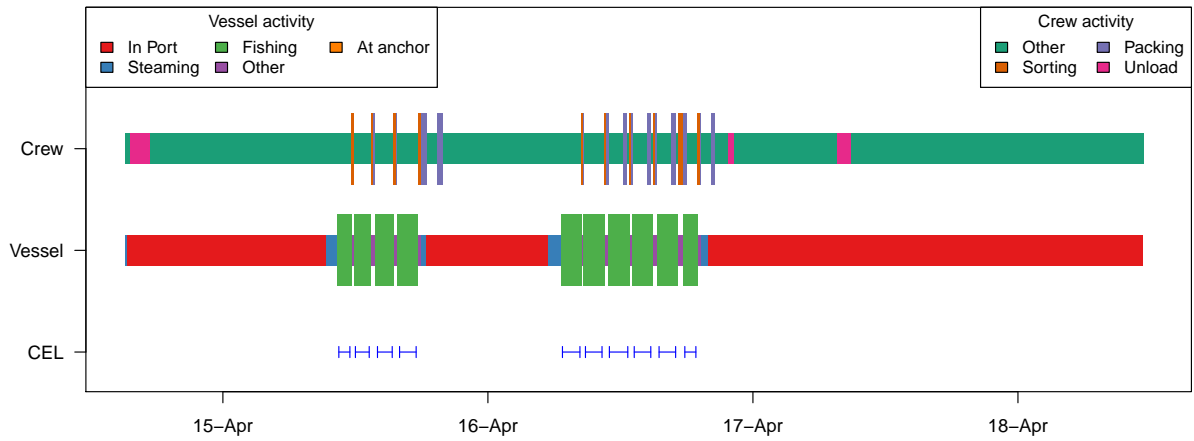 Vessel activity
In Port Fishing At anchor
Steaming Other
Crew activity
Other Packing
Sorting Unload
Crew
Vessel
CEL
15–Apr 16–Apr 17–Apr 18–Apr